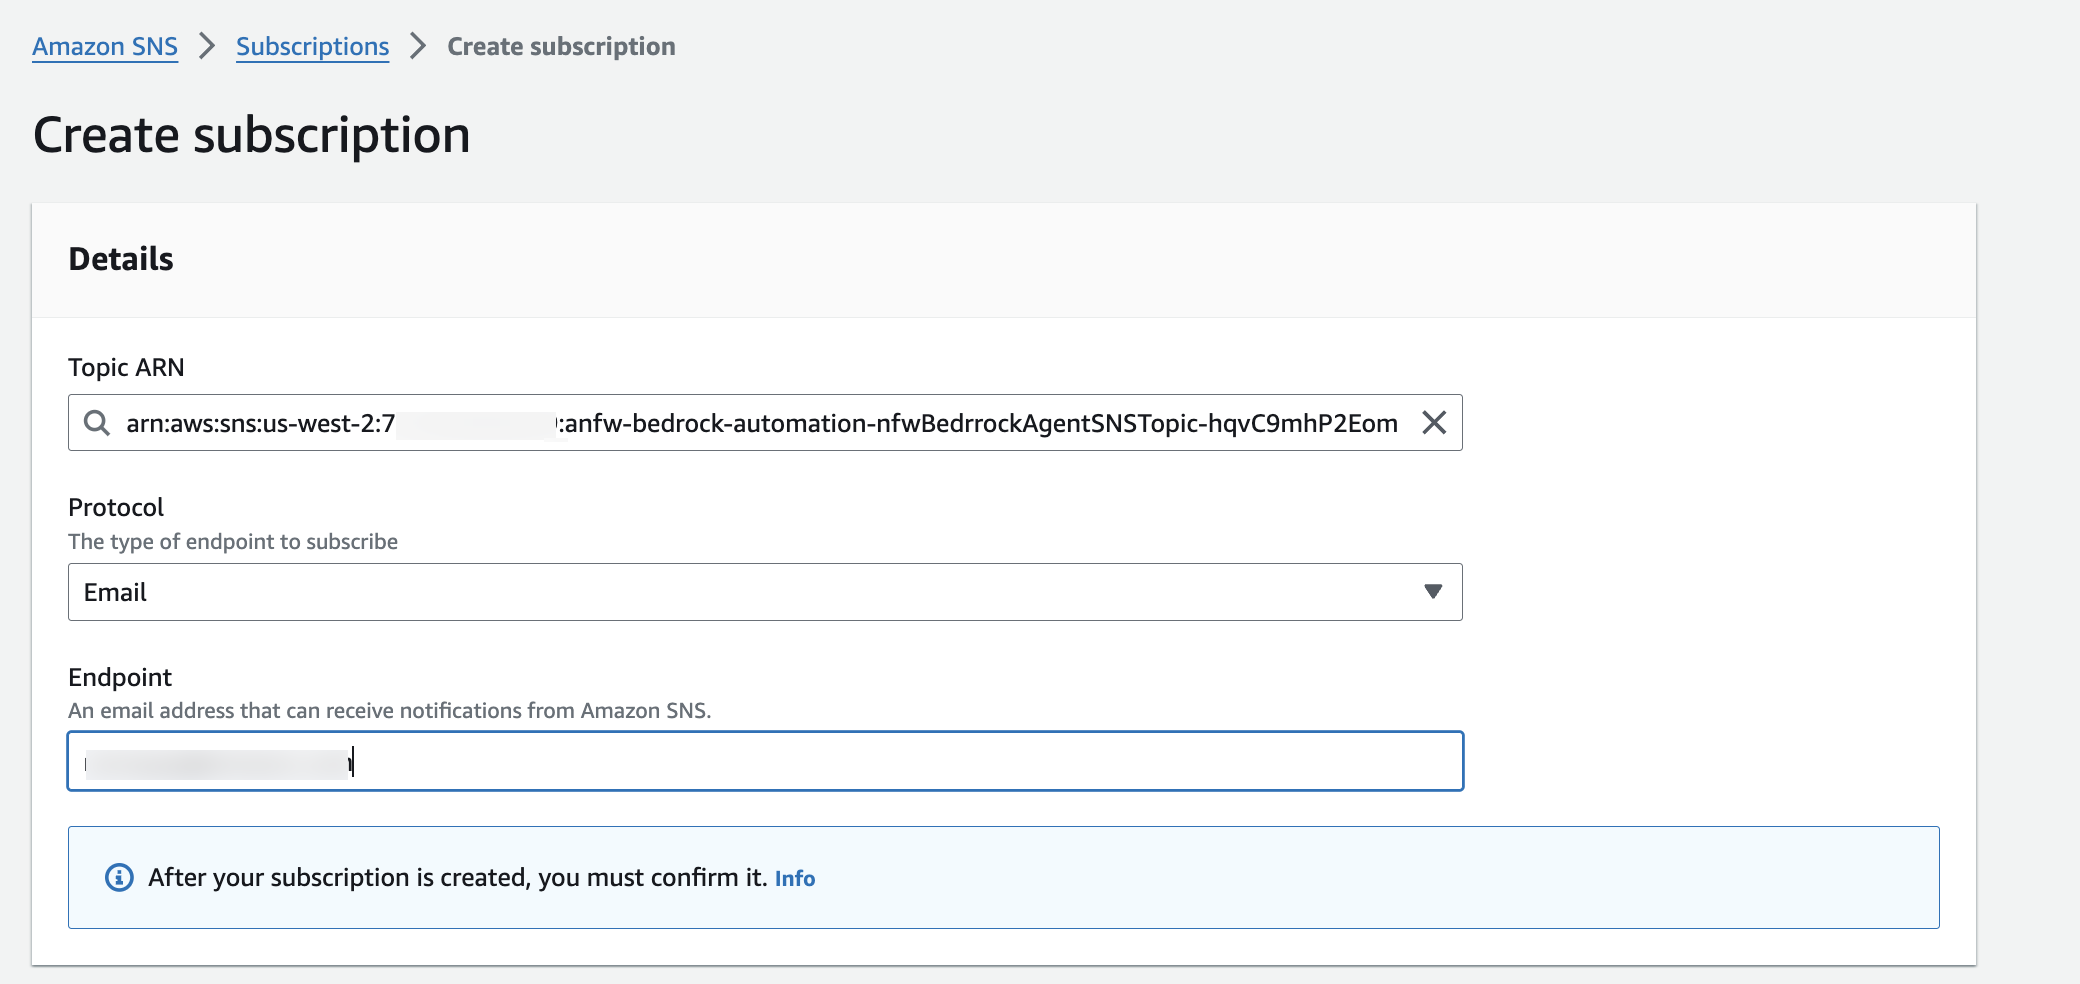 Amazon SNS > Subscriptions > Create subscription
Create subscription
Details
Topic ARN
arn:aws:sns:us-west-2:7 :anfw-bedrock-automation-nfwBedrrockAgentSNSTopic-hqvC9mhP2Eom
Protocol
The type of endpoint to subscribe
Email
Endpoint
An email address that can receive notifications from Amazon SNS.
After your subscription is created, you must confirm it. Info